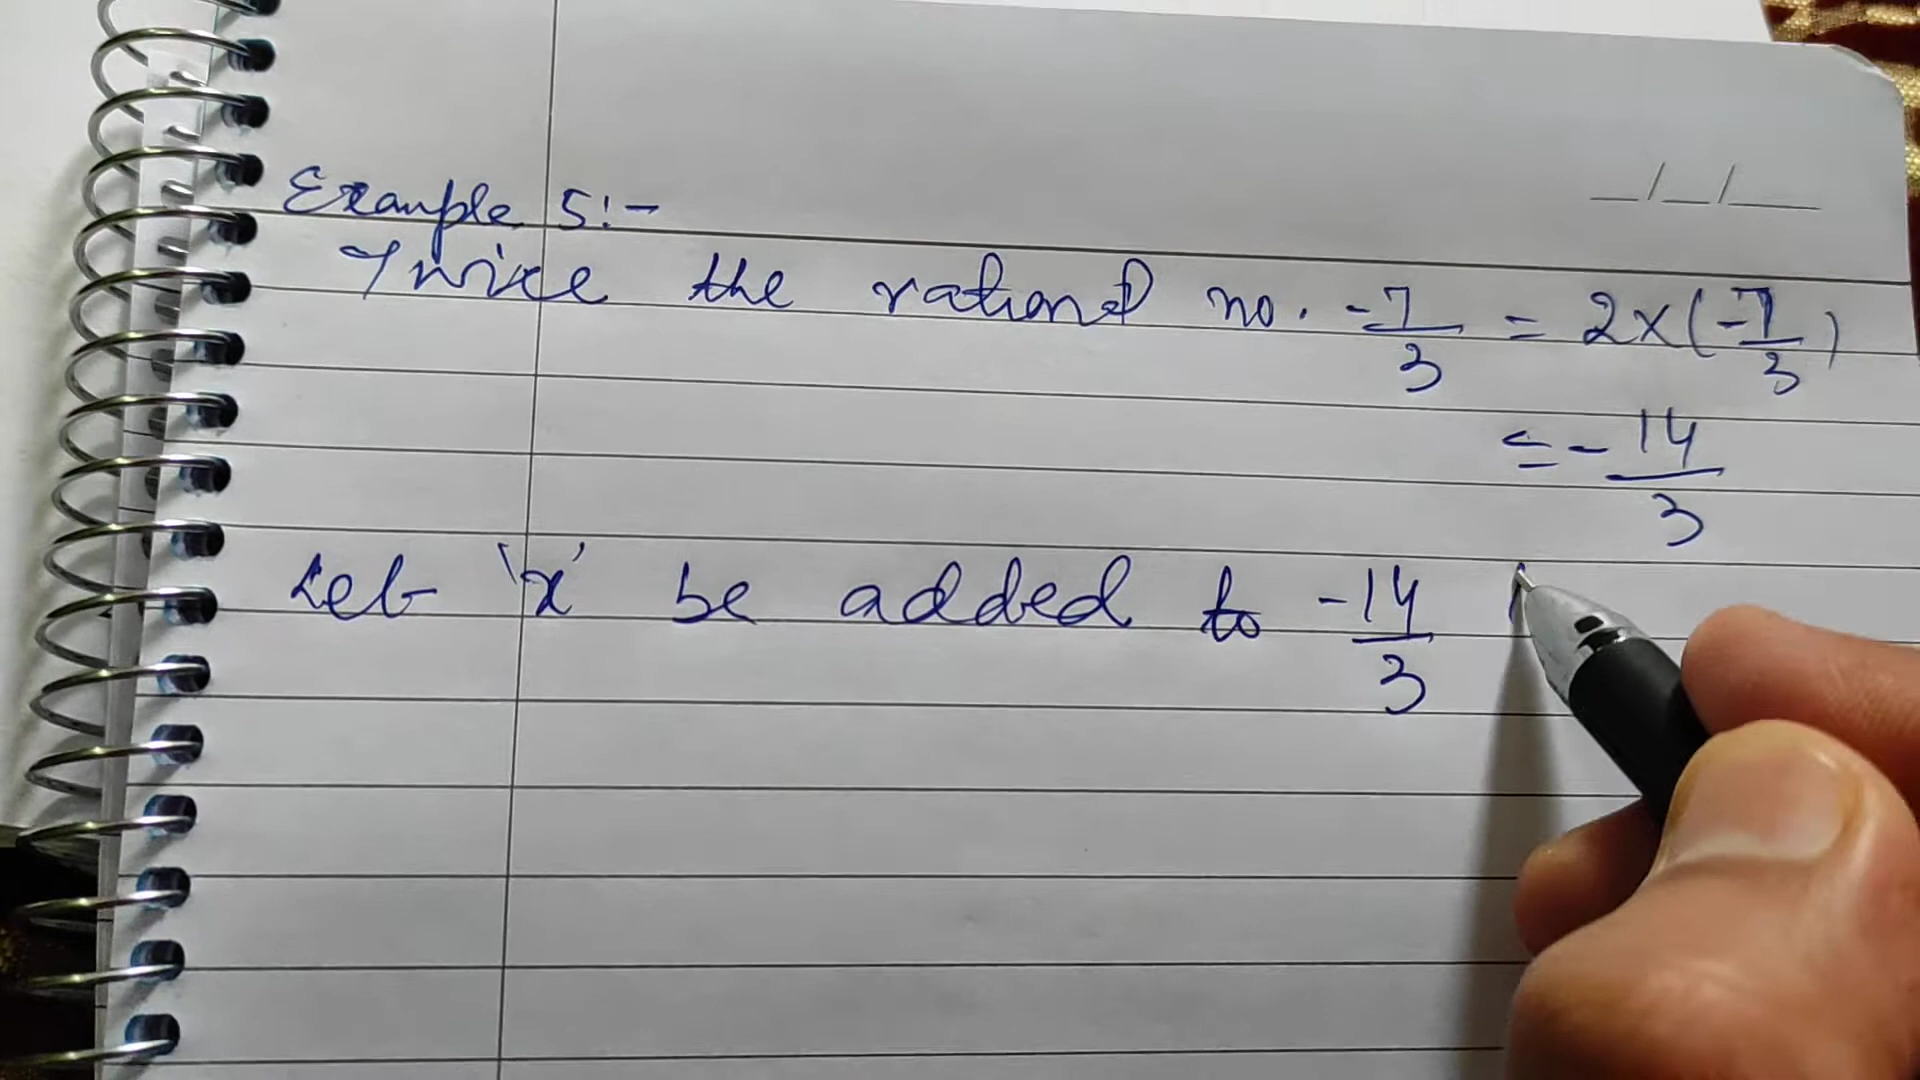 Example 5:-
Twice the rational no. -7/3 = 2x(-7/3)
= -14/3
Let 'x' be added to -14/3